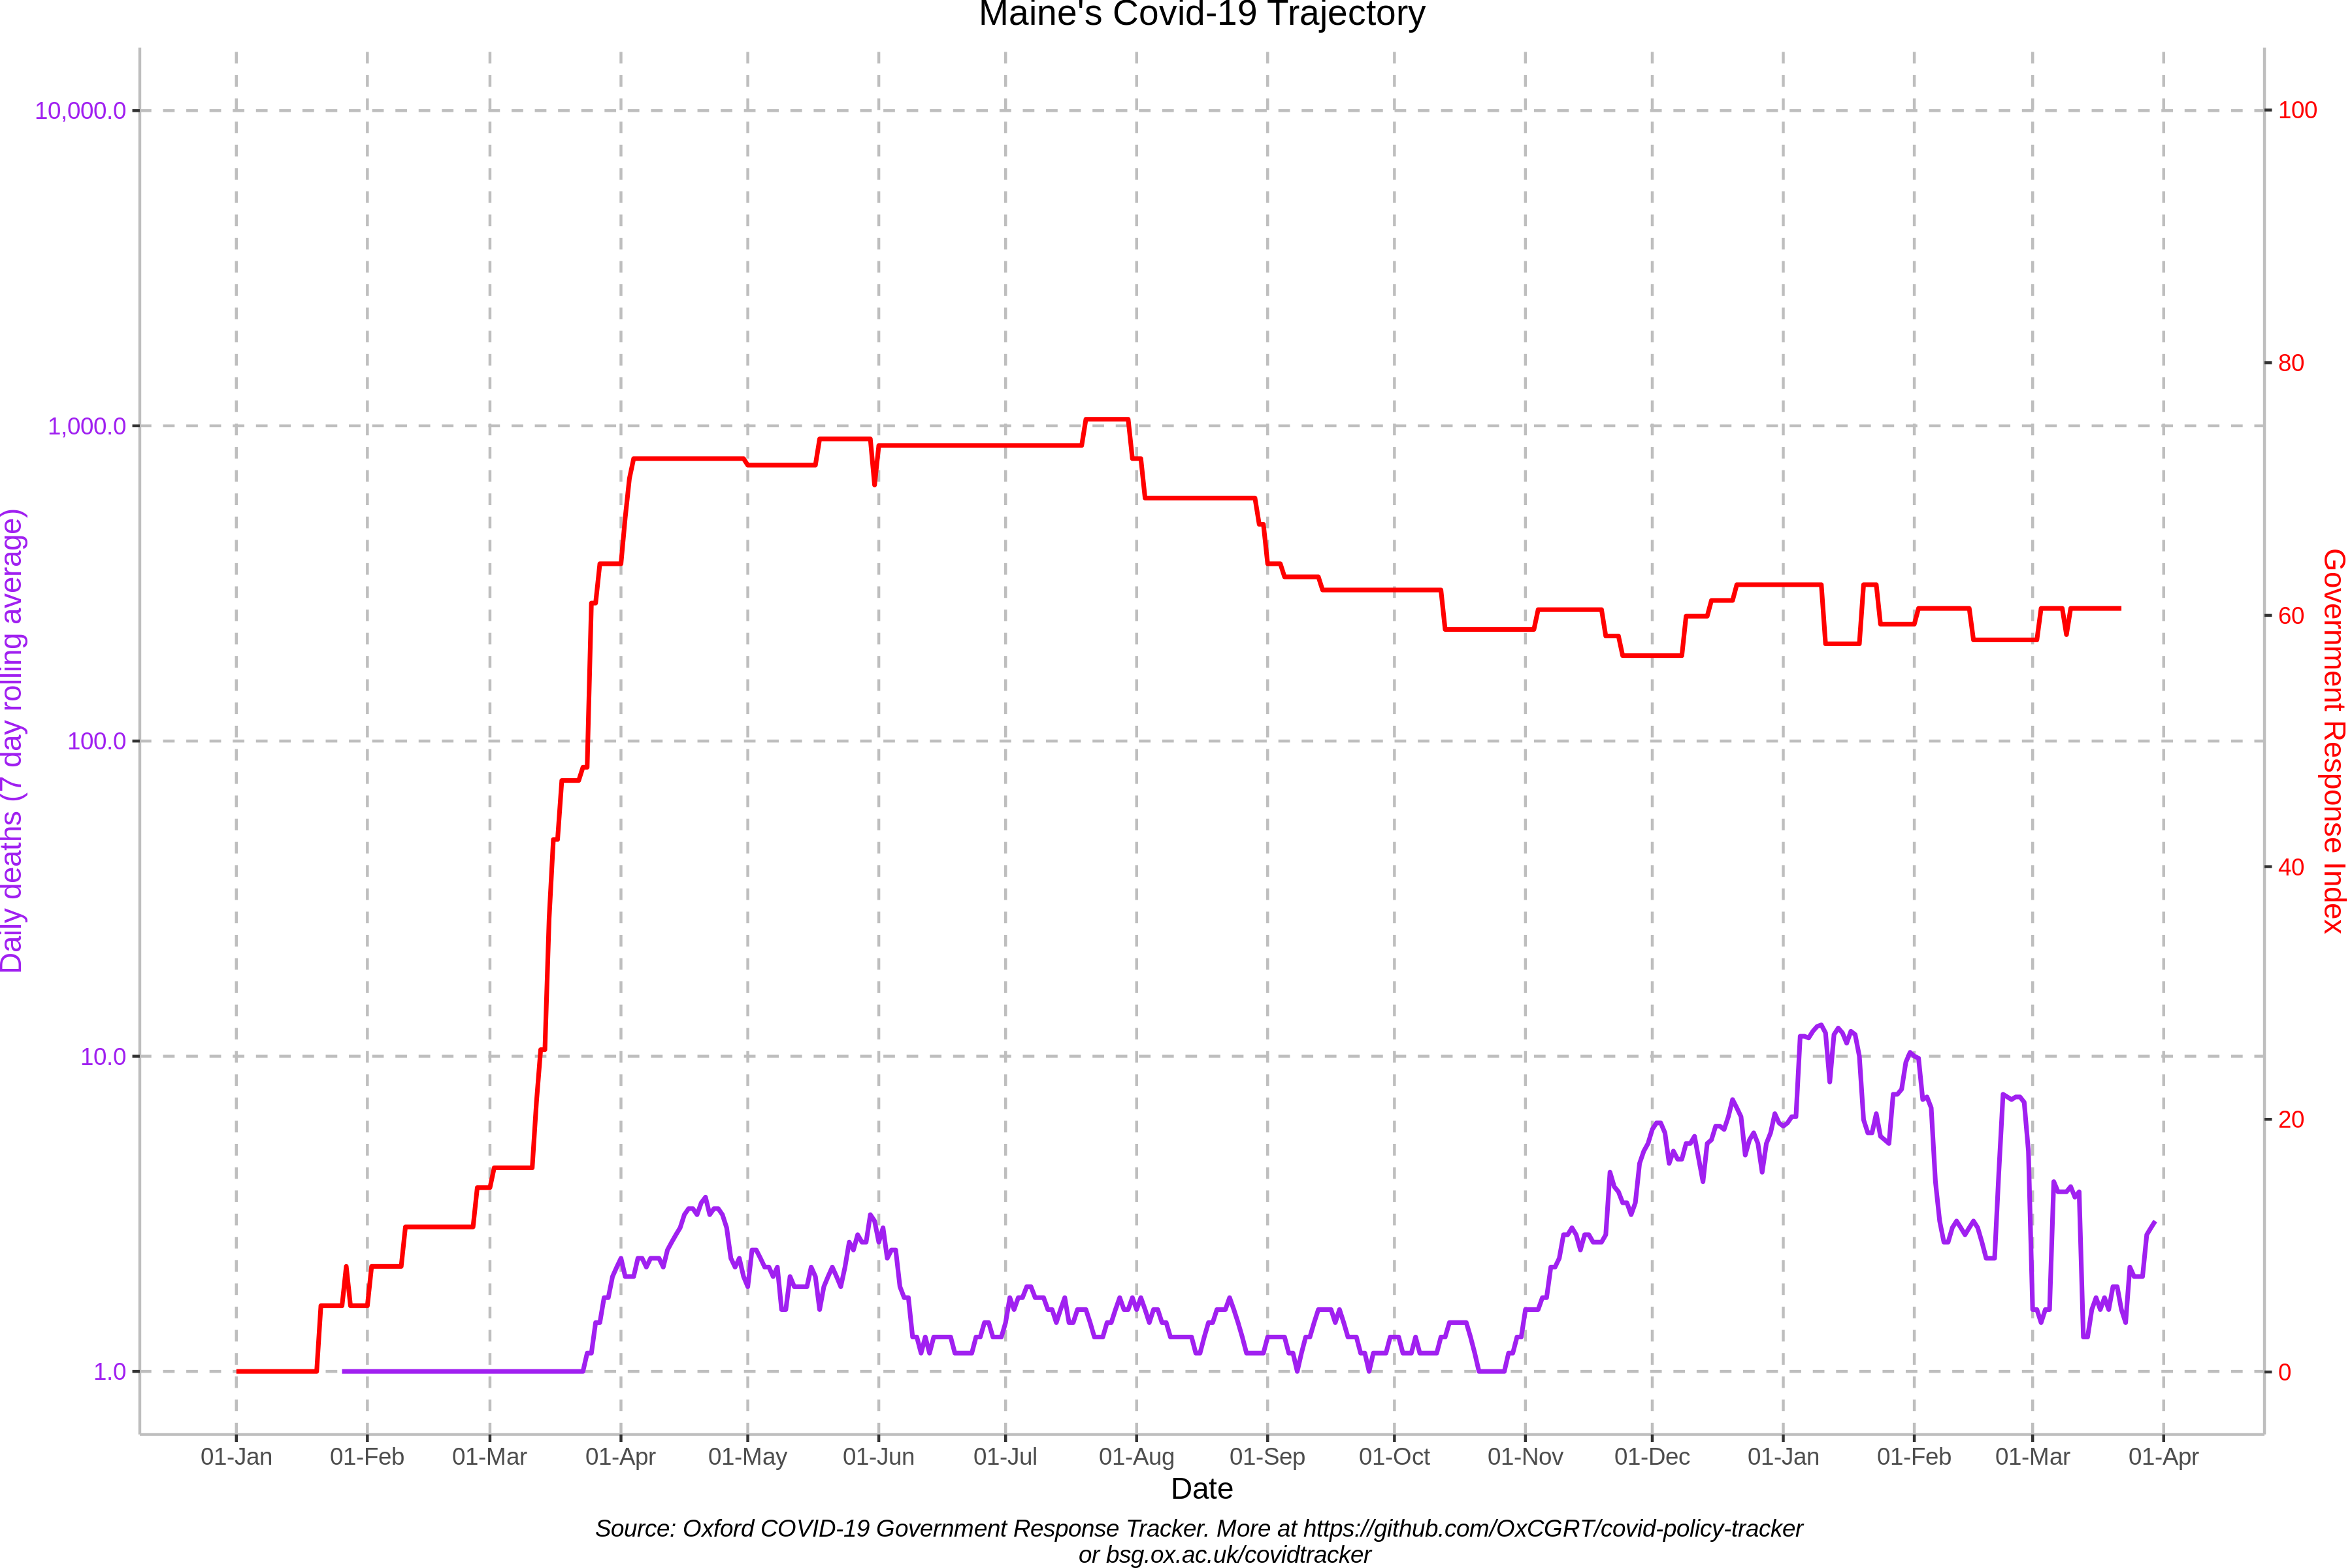 Maine's Covid-19 Trajectory
10,000.0
1,000.0
100.0
10.0
1.0
Daily deaths (7 day rolling average)
100
80
60
40
20
0
Government Response Index
01-Jan 01-Feb 01-Mar 01-Apr 01-May 01-Jun 01-Jul 01-Aug 01-Sep 01-Oct 01-Nov 01-Dec 01-Jan 01-Feb 01-Mar 01-Apr
Date
Source: Oxford COVID-19 Government Response Tracker. More at https://github.com/OxCGRT/covid-policy-tracker
or bsg.ox.ac.uk/covidtracker